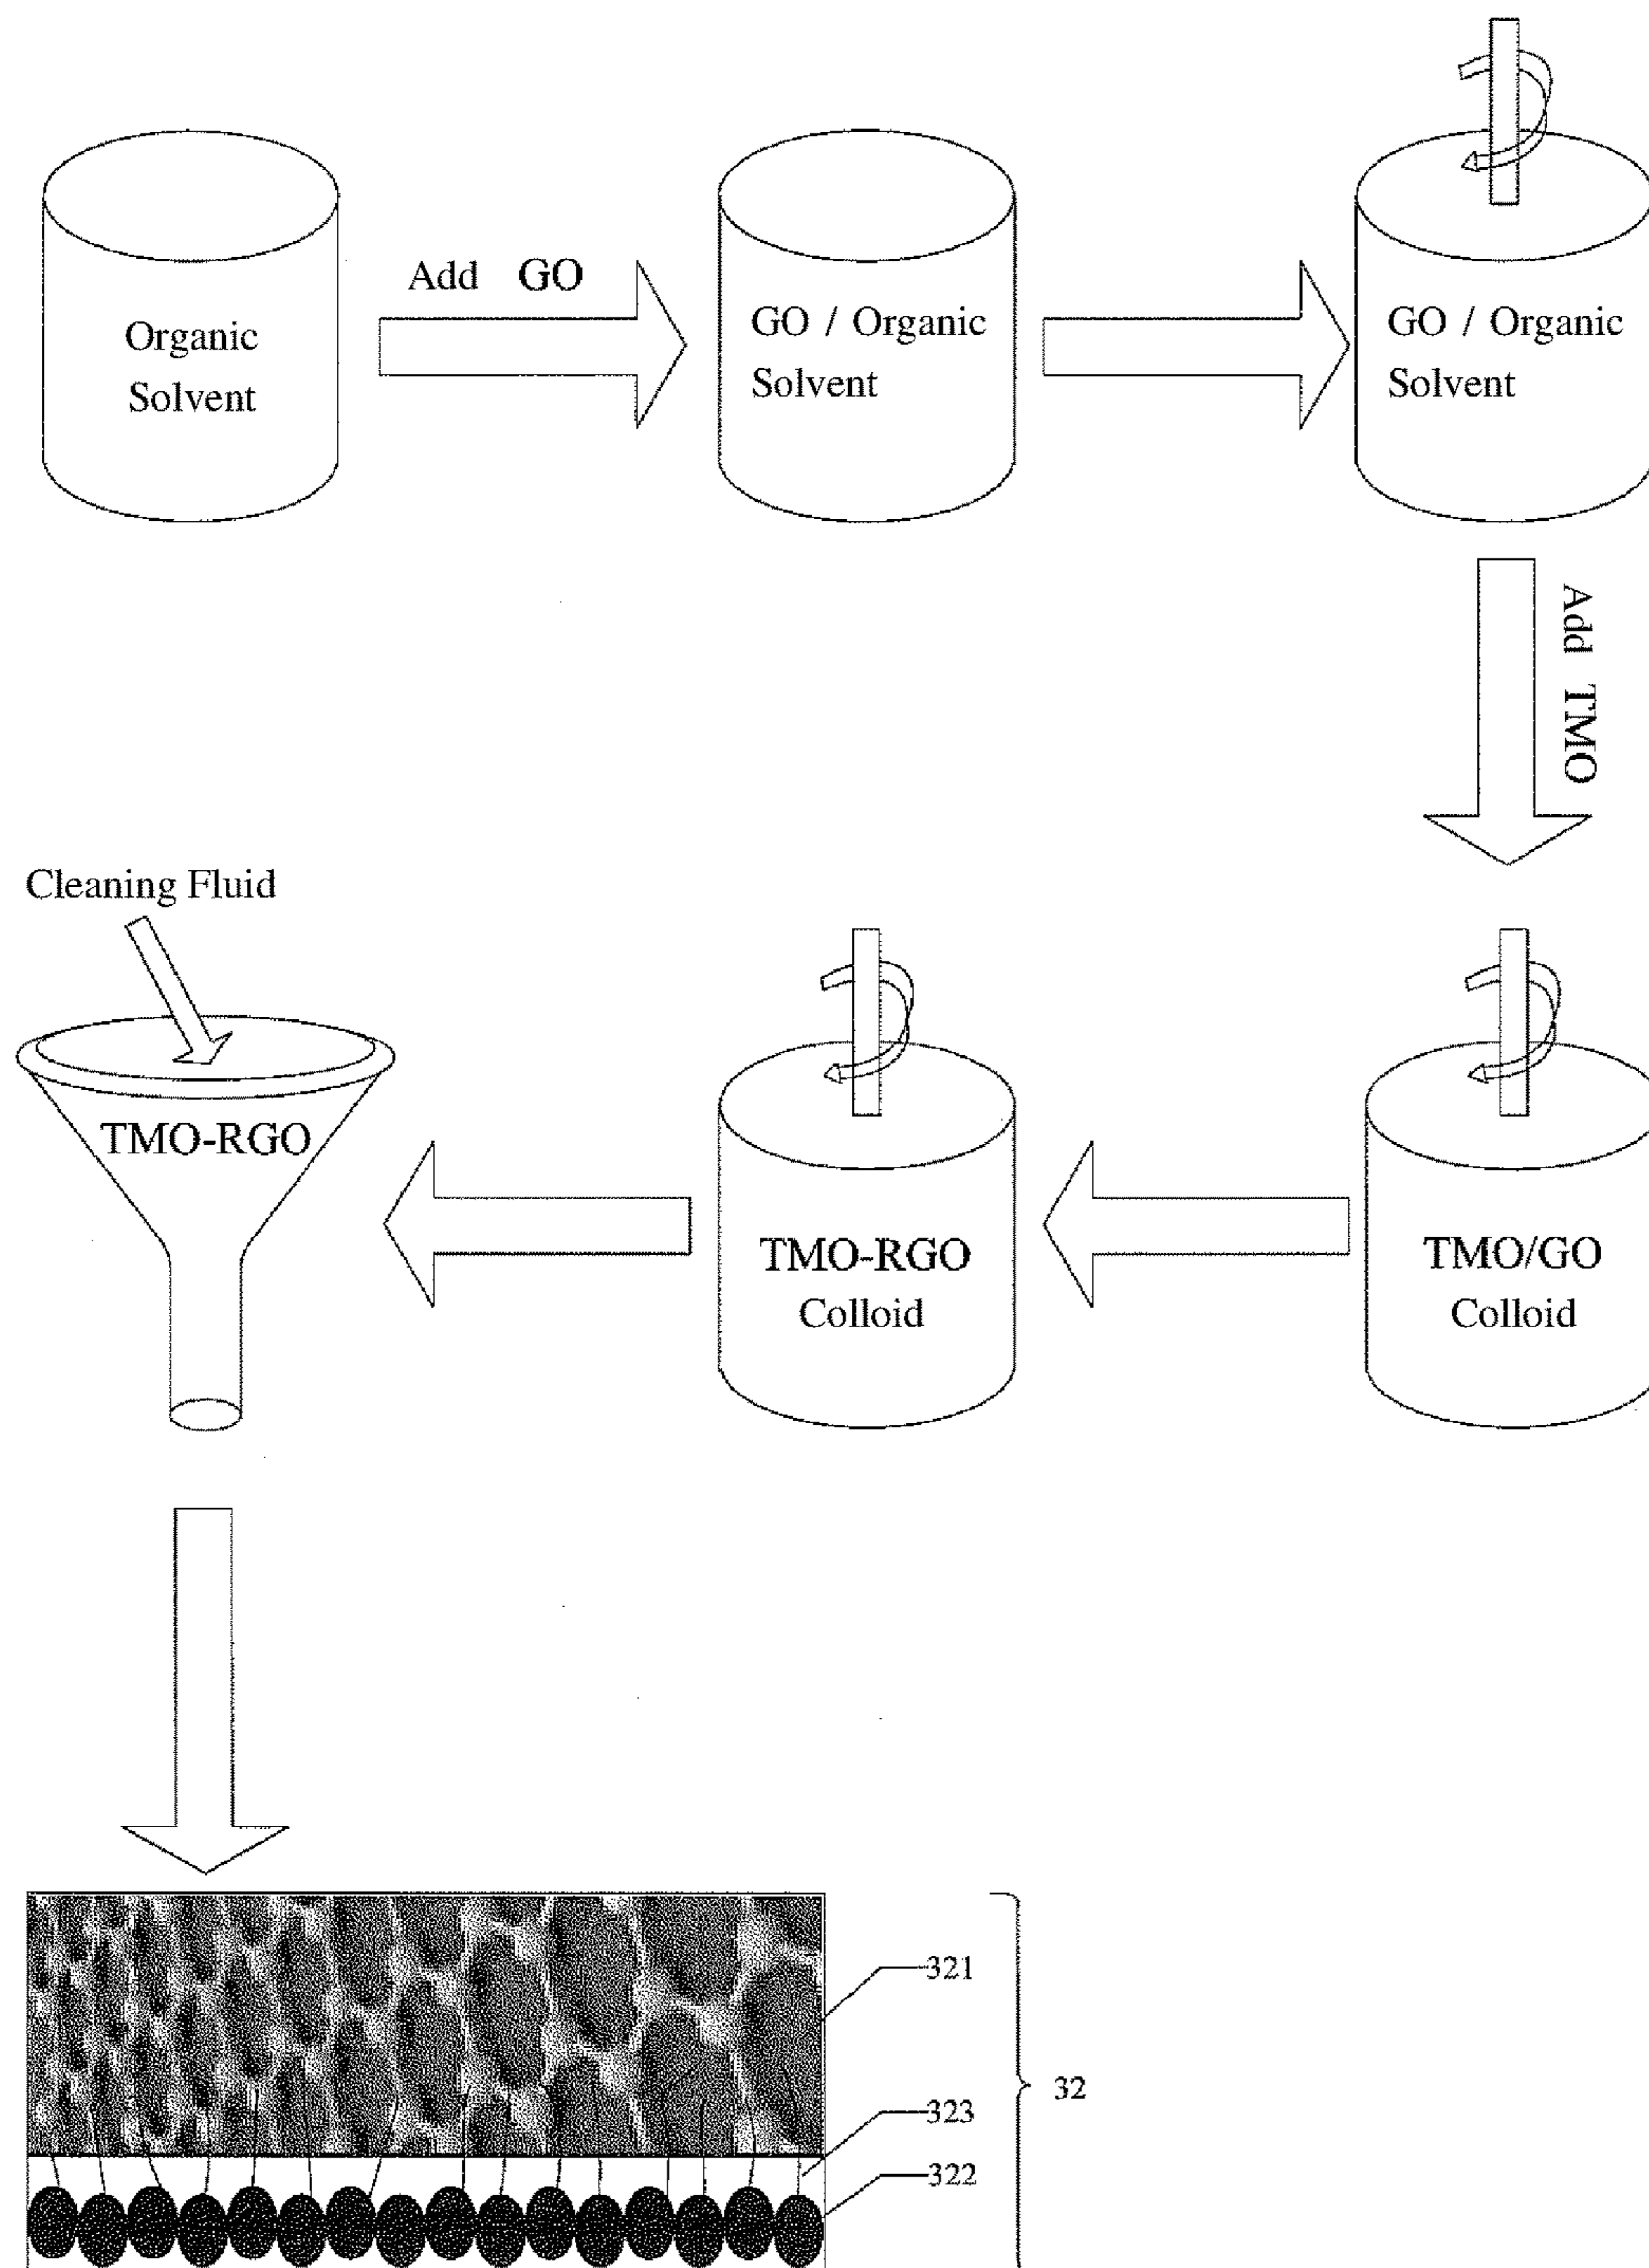 Organic
Solvent
Add GO
GO / Organic
Solvent
GO / Organic
Solvent
Add TMO
TMO/GO
Colloid
TMO-RGO
Colloid
Cleaning Fluid
TMO-RGO
321
32
323
322